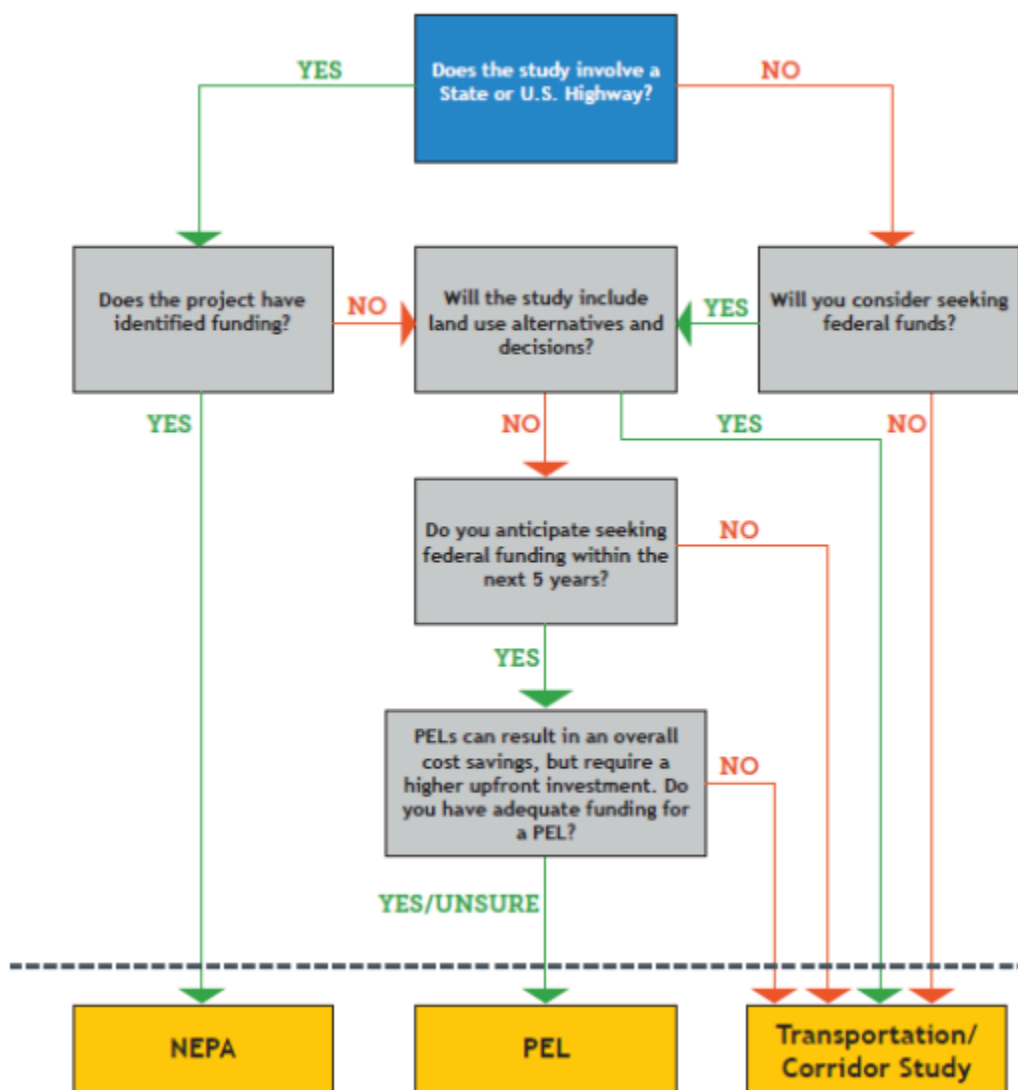 Does the study involve a
State or U.S. Highway?
YES
NO
Does the project have
identified funding?
NO
Will the study include
land use alternatives and
decisions?
YES
Will you consider seeking
federal funds?
YES
NO
YES
NO
Do you anticipate seeking
federal funding within the
next 5 years?
NO
YES
PELs can result in an overall
cost savings, but require a
higher upfront investment. Do
you have adequate funding for
a PEL?
NO
YES/UNSURE
NEPA
PEL
Transportation/
Corridor Study